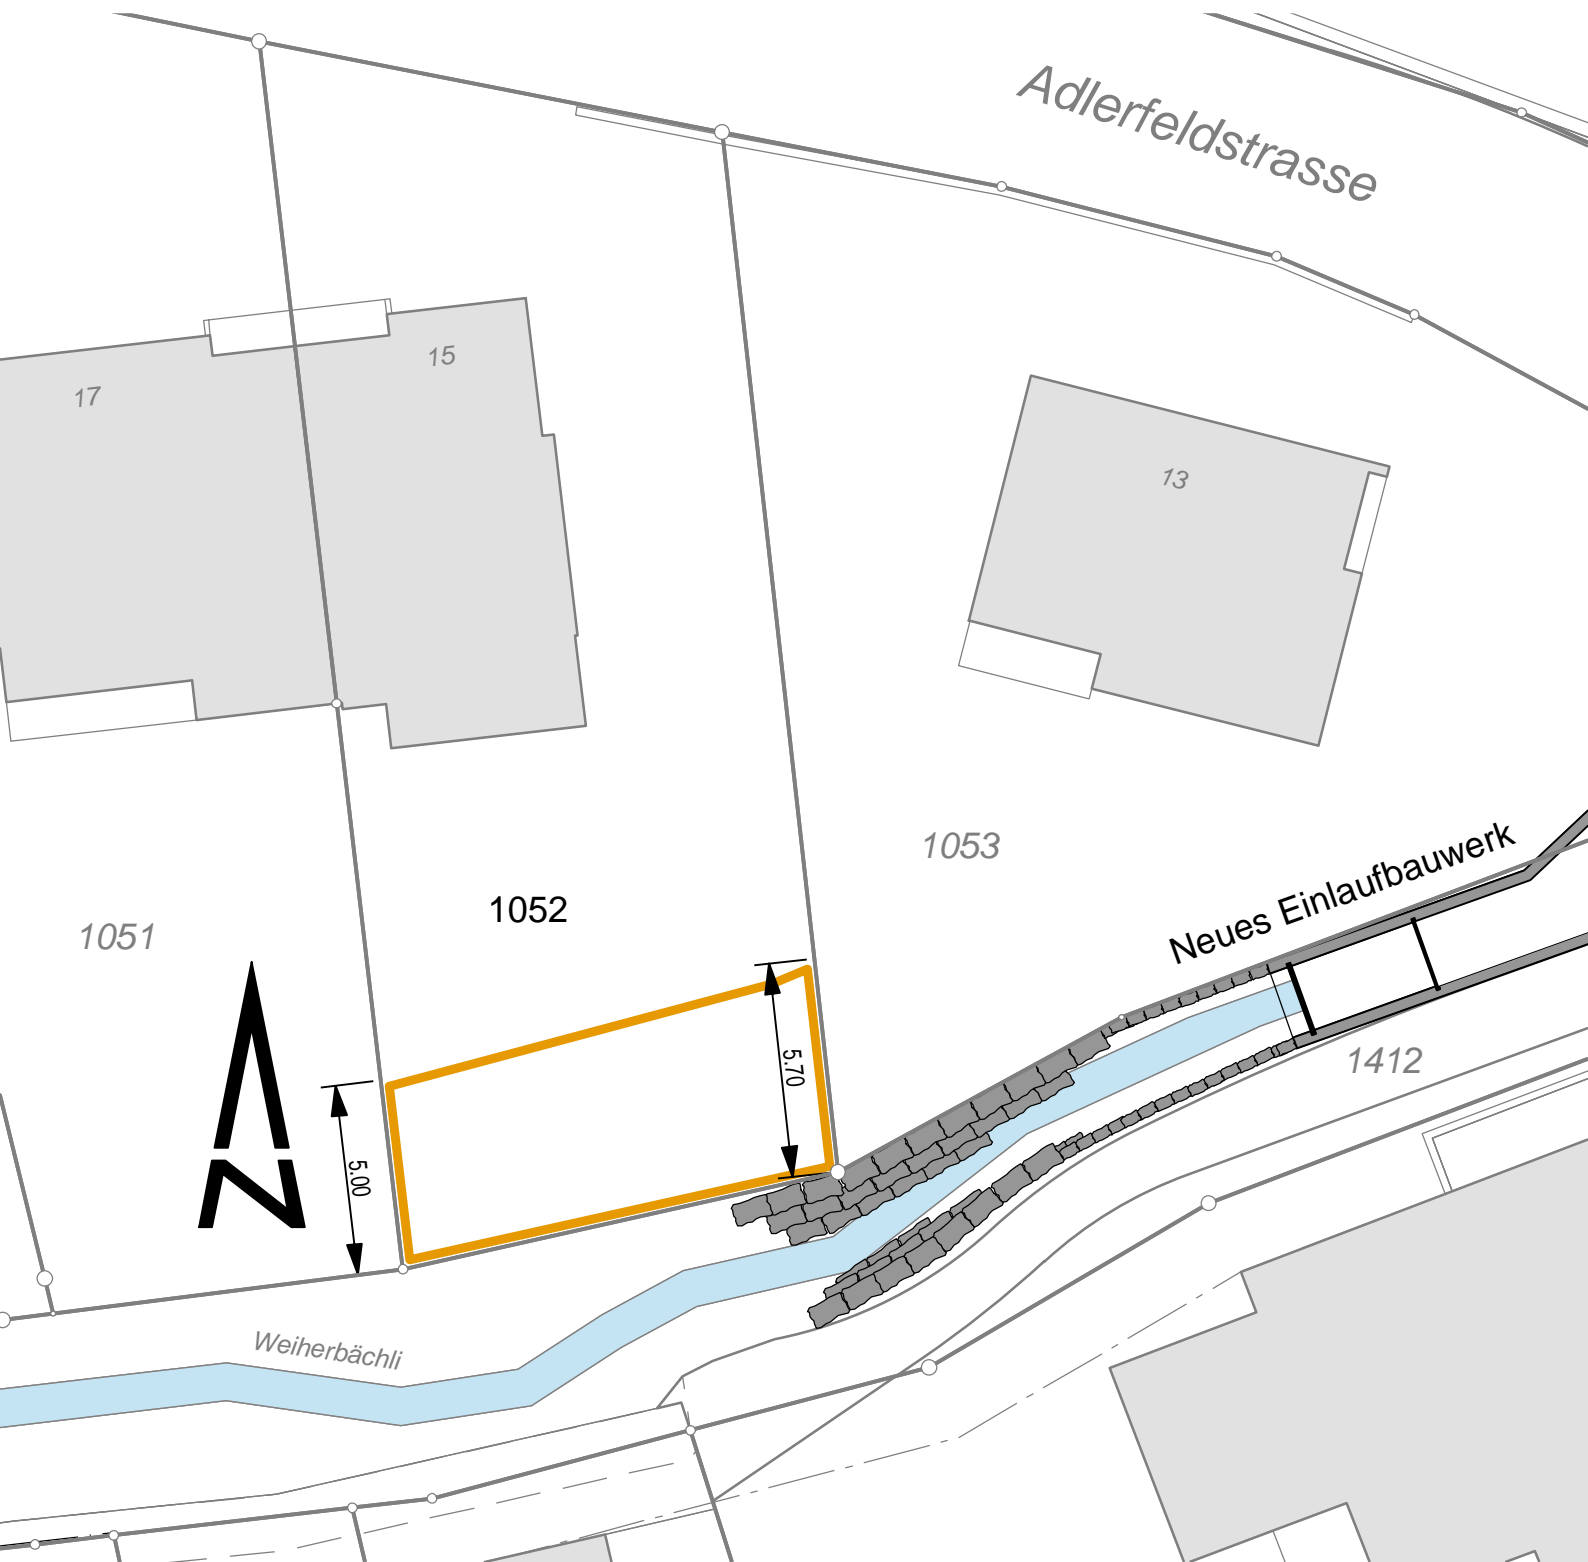 Adlerfeldstrasse
15
17
13
1053
Neues Einlaufbauwerk
1052
1051
5.70
1412
5.00
N
Weiherbächli